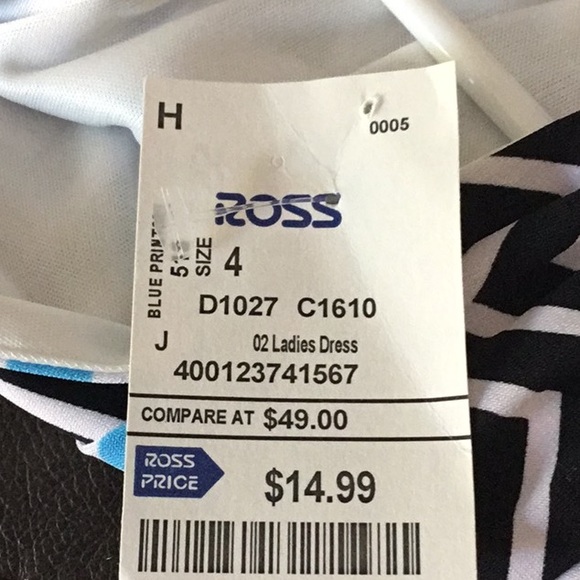 H
0005
ROSS
BLUE PRINT
SIZE 4
D1027 C1610
J 02 Ladies Dress
400123741567
COMPARE AT $49.00
ROSS
PRICE
$14.99